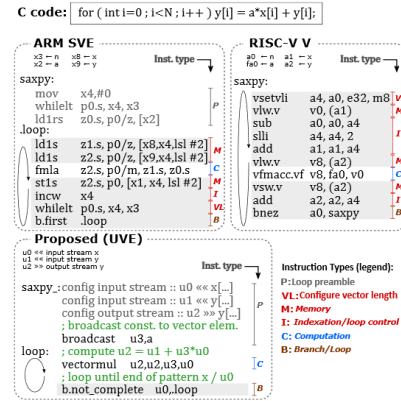 C code: for ( int i=0 ; i<N ; i++ ) y[i] = a*x[i] + y[i];
ARM SVE
x3 ← n x8 ← x
x2 ← a x9 ← y
Inst. type
saxpy:
mov x4,#0
whilelt p0.s, x4, x3
ld1rs z0.s, p0/z, [x2]
P
.loop:
ld1s z1.s, p0/z, [x8,x4,lsl #2]
ld1s z2.s, p0/z, [x9,x4,lsl #2]
M
fmla z2.s, p0/m, z1.s, z0.s
C
st1s z2.s, p0, [x1, x4,lsl #2]
M
incw x4
I
whilelt p0.s, x4, x3
VL
b.first .loop
B
RISC-V V
a0 ← n a1 ← x
fa0 ← a a2 ← y
Inst. type
saxpy:
vsetvli a4, a0, e32, m8
VL
vlw.v v0, (a1)
M
sub a0, a0, a4
slli a4, a4, 2
add a1, a1, a4
I
vlw.v v8, (a2)
M
vfmacc.vf v8, fa0, v0
C
vsw.v v8, (a2)
M
add a2, a2, a4
I
bnez a0, saxpy
B
Proposed (UVE)
u0 << input stream x
u1 << input stream y
u2 >> output stream y
Inst. type
saxpy_:config input stream :: u0 << x[...]
config input stream :: u1 << y[...]
config output stream :: u2 >> y[...]
; broadcast const. to vector elem.
broadcast u3,a
P
loop: ; compute u2 = u1 + u3*u0
vectormul u2,u2,u3,u0
C
; loop until end of pattern x / u0
b.not_complete u0,.loop
B
Instruction Types (legend):
P:Loop preamble
VL:Configure vector length
M: Memory
I: Indexation/loop control
C: Computation
B: Branch/Loop